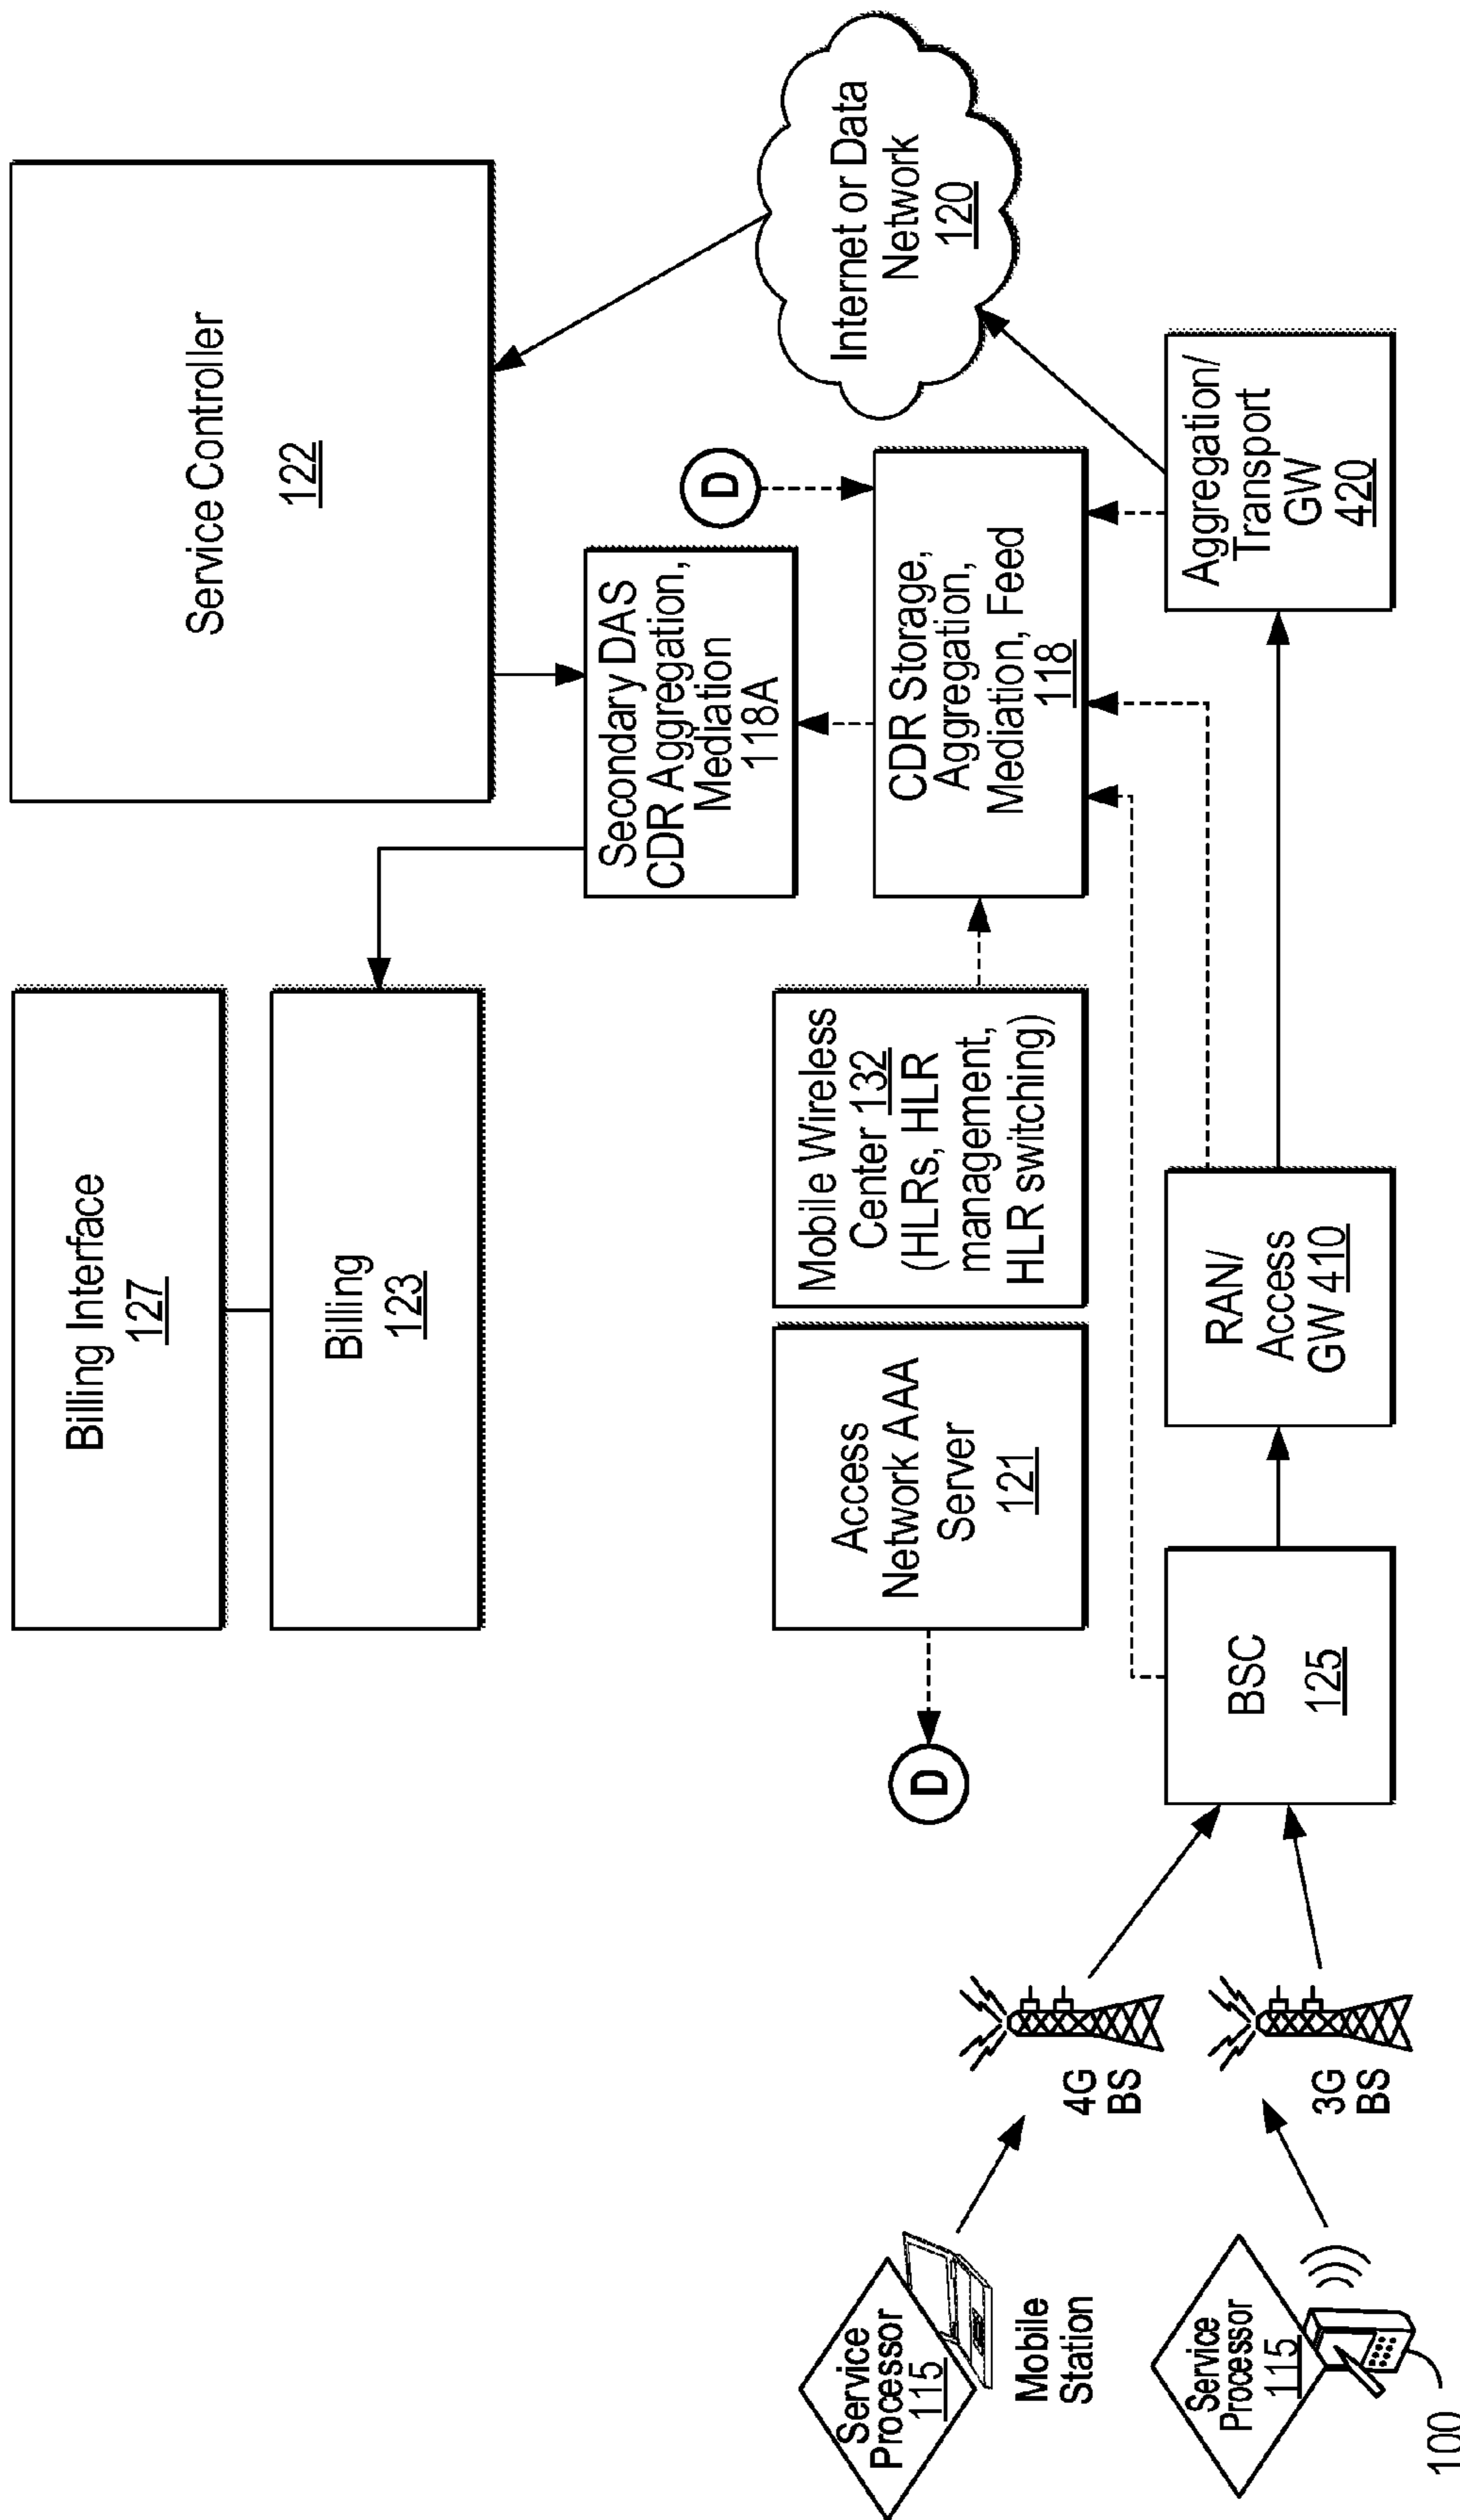 Billing Interface
127
Billing
123
Service Controller
122
Secondary DAS
CDR Aggregation,
Mediation
118A
D
Internet or Data
Network
120
Access
Network AAA
Server
121
Mobile Wireless
Center 132
(HLRs, HLR
management,
HLR switching)
CDR Storage,
Aggregation,
Mediation, Feed
118
D
Service
Processor
115
Mobile
Station
4G
BS
Service
Processor
115
100
3G
BS
BSC
125
RAN/
Access
GW 410
Aggregation/
Transport
GW
420